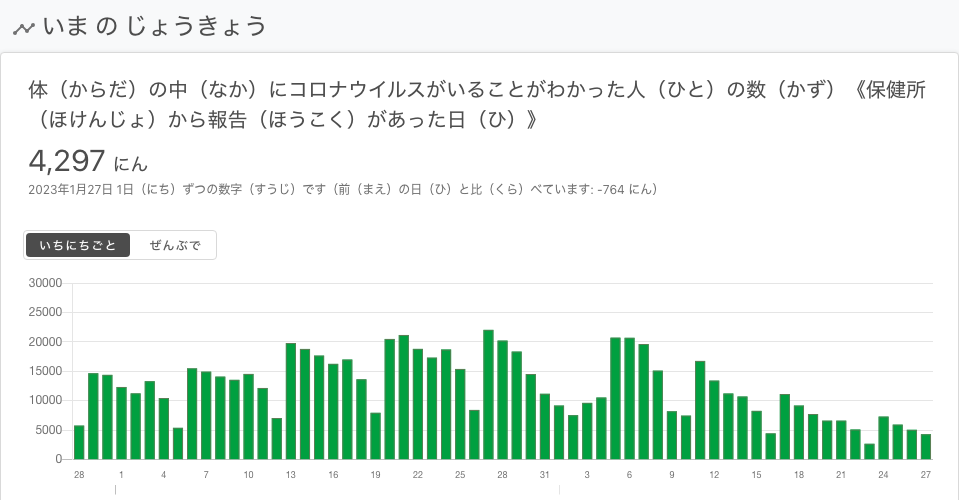 いま の じょうきょう
体（からだ）の中（なか）にコロナウイルスがいることがわかった人（ひと）の数（かず）《保健所
（ほけんじょ）から報告（ほうこく）があった日（ひ）》
4,297 にん
2023年1月27日 1日（にち）ずつの数字（すうじ）です（前（まえ）の日（ひ）と比（くら）べています: -764 にん）
いちにちごと ぜんぶで
30000
25000
20000
15000
10000
5000
0
28 1 4 7 10 13 16 19 22 25 28 31 3 6 9 12 15 18 21 24 27